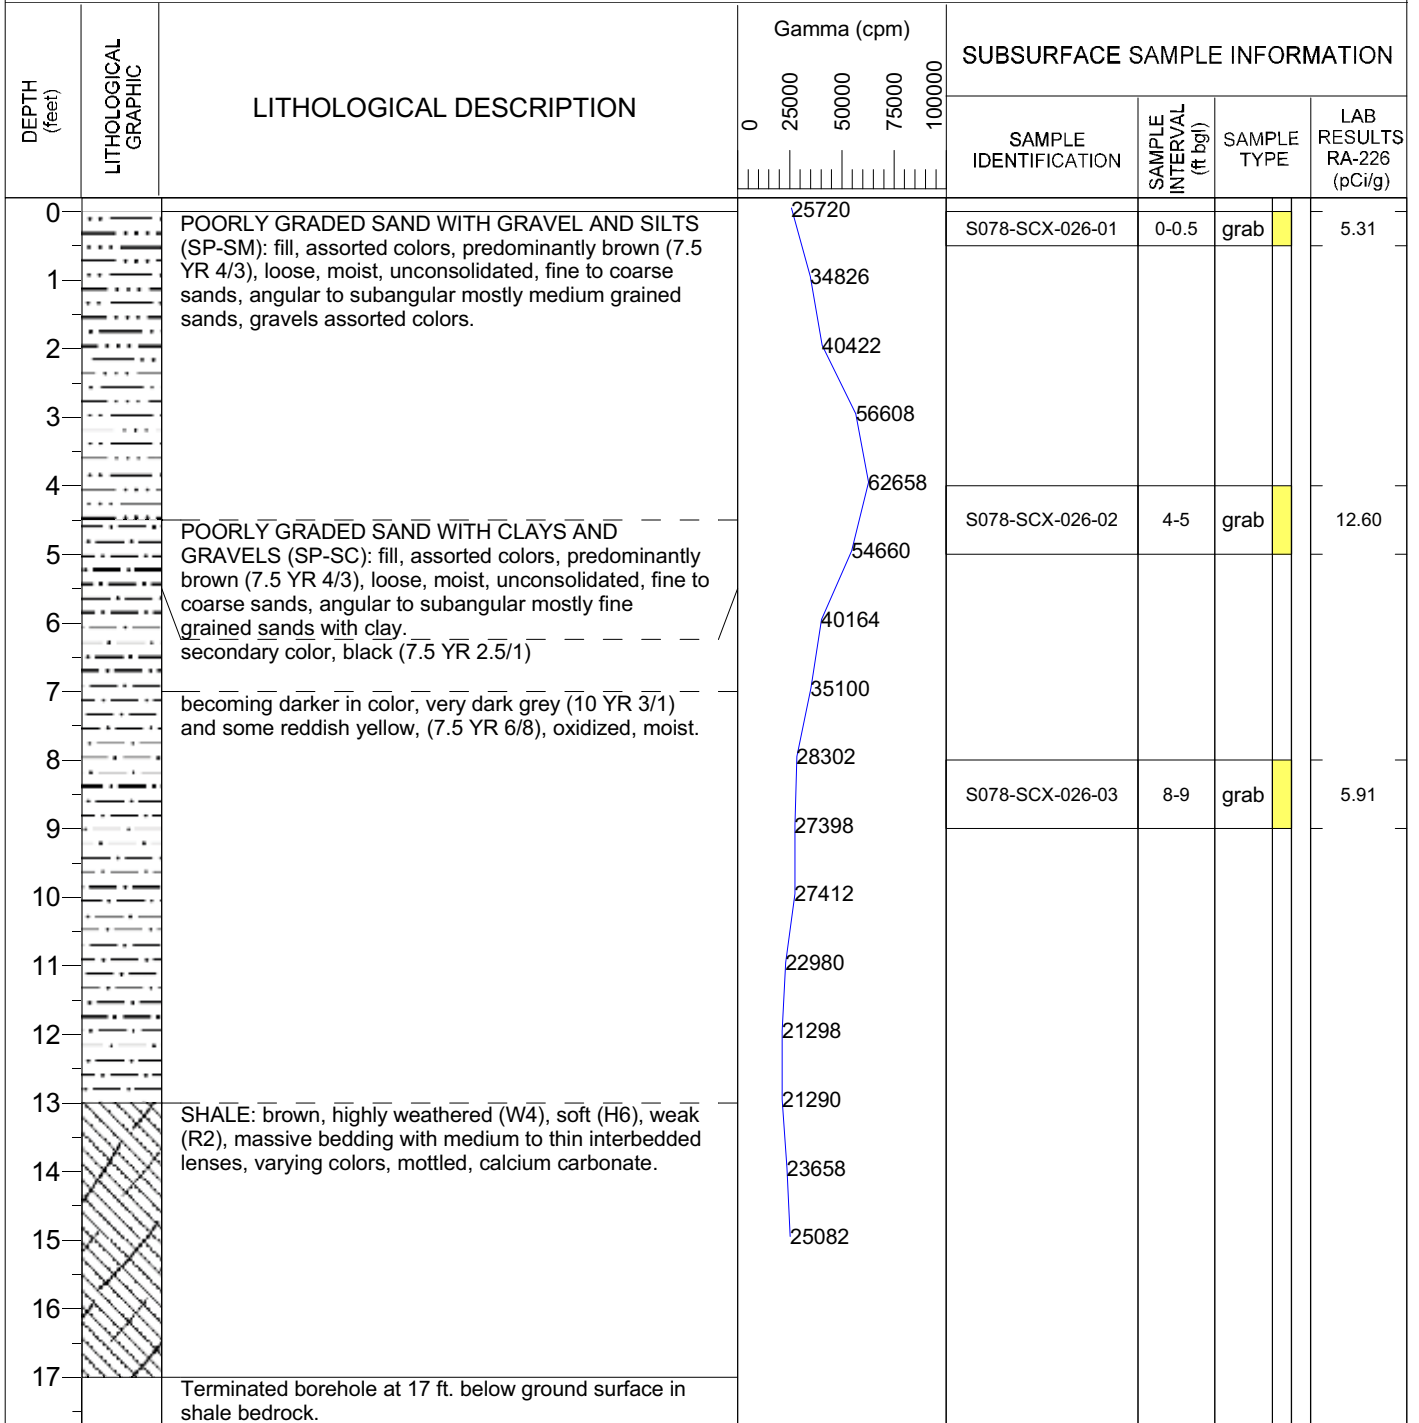 DEPTH
(feet)
LITHOLOGICAL
GRAPHIC
LITHOLOGICAL DESCRIPTION
Gamma (cpm)
0
25000
50000
75000
100000
SUBSURFACE SAMPLE INFORMATION
SAMPLE
IDENTIFICATION
SAMPLE
INTERVAL
(ft bgl)
SAMPLE
TYPE
LAB
RESULTS
RA-226
(pCi/g)
0
POORLY GRADED SAND WITH GRAVEL AND SILTS
(SP-SM): fill, assorted colors, predominantly brown (7.5
YR 4/3), loose, moist, unconsolidated, fine to coarse
sands, angular to subangular mostly medium grained
sands, gravels assorted colors.
25720
S078-SCX-026-01
0-0.5
grab
5.31
1
34826
2
40422
3
56608
4
62658
POORLY GRADED SAND WITH CLAYS AND
GRAVELS (SP-SC): fill, assorted colors, predominantly
brown (7.5 YR 4/3), loose, moist, unconsolidated, fine to
coarse sands, angular to subangular mostly fine
grained sands with clay.
S078-SCX-026-02
4-5
grab
12.60
5
54660
6
40164
secondary color, black (7.5 YR 2.5/1)
7
35100
becoming darker in color, very dark grey (10 YR 3/1)
and some reddish yellow, (7.5 YR 6/8), oxidized, moist.
8
28302
S078-SCX-026-03
8-9
grab
5.91
9
27398
10
27412
11
22980
12
21298
13
21290
SHALE: brown, highly weathered (W4), soft (H6), weak
(R2), massive bedding with medium to thin interbedded
lenses, varying colors, mottled, calcium carbonate.
14
23658
15
25082
16
17
Terminated borehole at 17 ft. below ground surface in
shale bedrock.